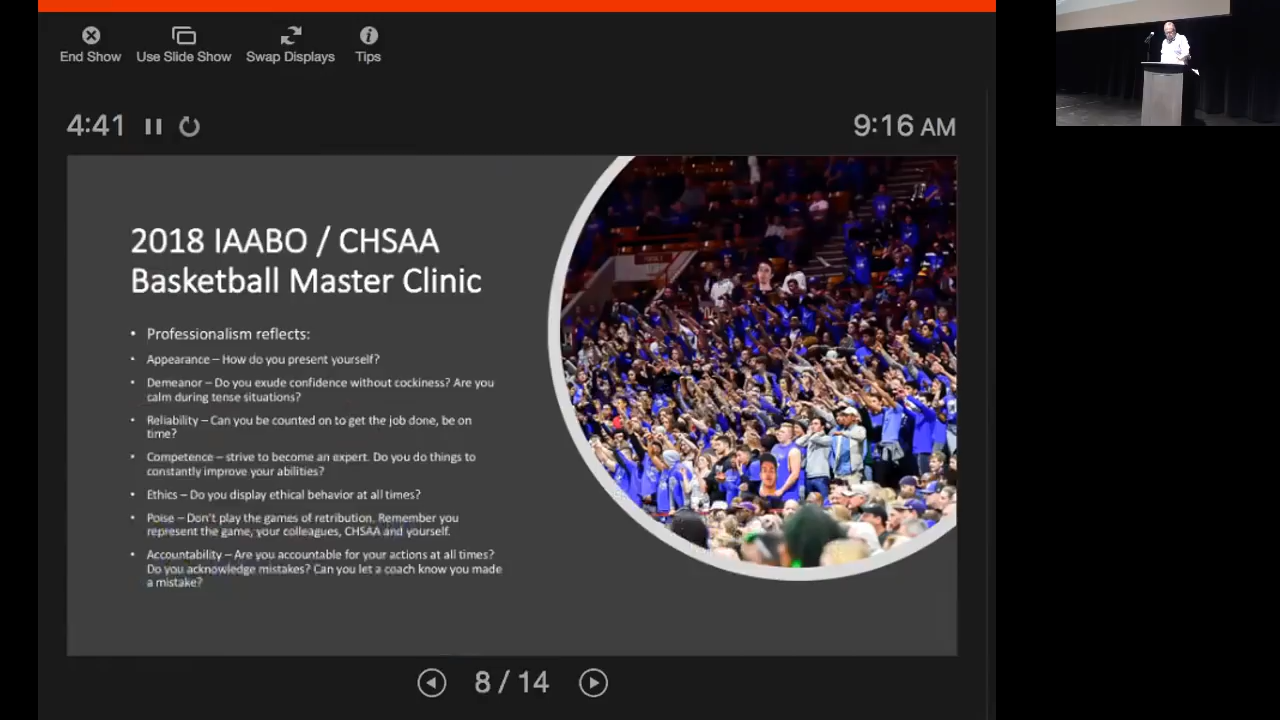 End Show
Use Slide Show
Swap Displays
Tips
4:41
9:16 AM
2018 IAABO / CHSAA
Basketball Master Clinic
• Professionalism reflects:
• Appearance – How do you present yourself?
• Demeanor – Do you exude confidence without cockiness? Are you
calm during tense situations?
• Reliability – Can you be counted on to get the job done, be on
time?
• Competence – strive to become an expert. Do you do things to
constantly improve your abilities?
• Ethics – Do you display ethical behavior at all times?
• Poise – Don't play the games of retribution. Remember you
represent the game, your colleagues, CHSAA and yourself.
• Accountability – Are you accountable for your actions at all times?
Do you acknowledge mistakes? Can you let a coach know you made
a mistake?
8 / 14